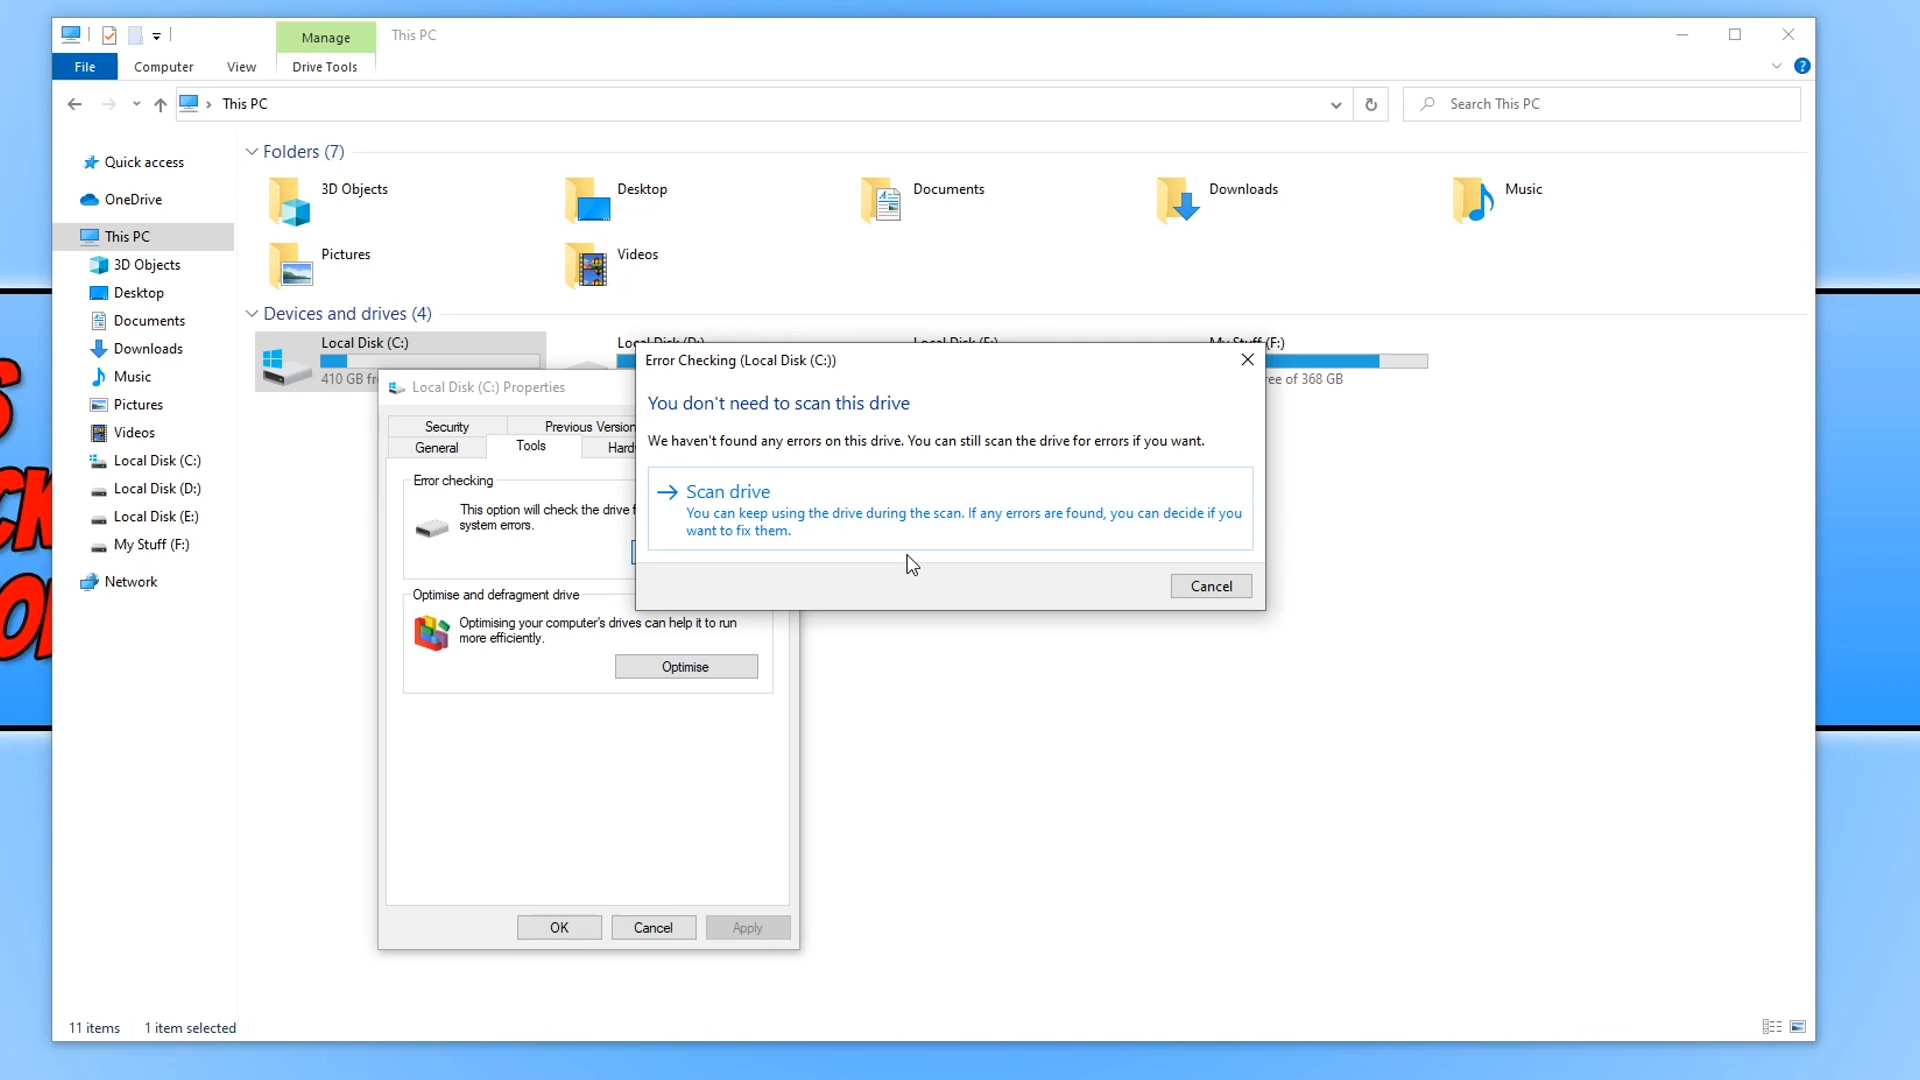 Manage
This PC
File
Computer
View
Drive Tools
This PC
Search This PC
Quick access
OneDrive
This PC
3D Objects
Desktop
Documents
Downloads
Music
Pictures
Videos
Local Disk (C:)
Local Disk (D:)
Local Disk (E:)
My Stuff (F:)
Network
Folders (7)
3D Objects
Desktop
Documents
Downloads
Music
Pictures
Videos
Devices and drives (4)
Local Disk (C:)
410 GB fr
Local Disk (D:)
Local Disk (E:)
My Stuff (F:)
ree of 368 GB
Local Disk (C:) Properties
Security
Previous Version
General
Tools
Hard
Error checking
This option will check the drive f
system errors.
Optimise and defragment drive
Optimising your computer's drives can help it to run
more efficiently.
Optimise
OK
Cancel
Apply
Error Checking (Local Disk (C:))
You don't need to scan this drive
We haven't found any errors on this drive. You can still scan the drive for errors if you want.
Scan drive
You can keep using the drive during the scan. If any errors are found, you can decide if you
want to fix them.
Cancel
11 items
1 item selected